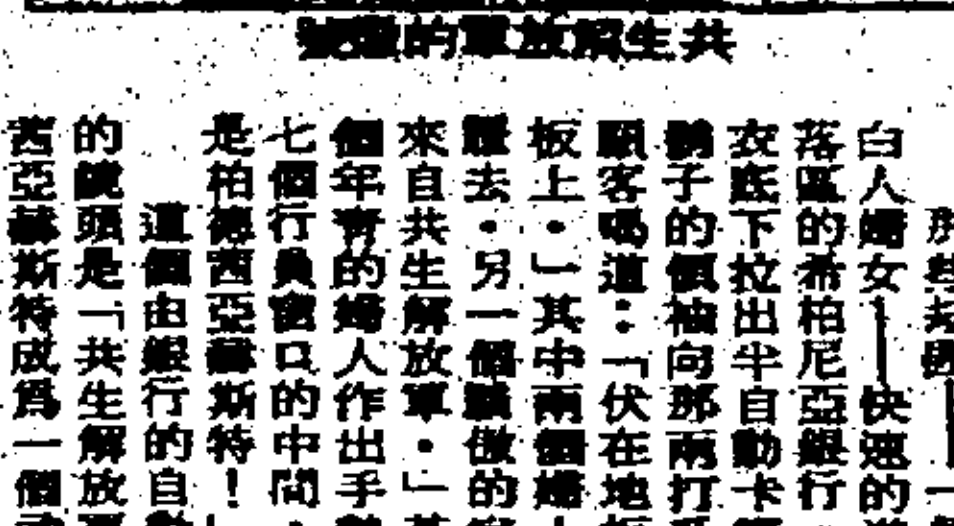 共生解放軍的
白人婦女——快速的
落區的希柏尼亞銀行
衣底下拉出半自動卡
子的領袖向那兩打
顧客喝道：「伏在地
板上。」其中兩個婦
去。另一個驕傲的
來自共生解放軍。」
個年青的婦人作出手
七個行員窗口的中間
是柏德茜亞赫斯特！
這個由銀行的自
的鏡頭是「共生解放
茜亞赫斯特成爲一個